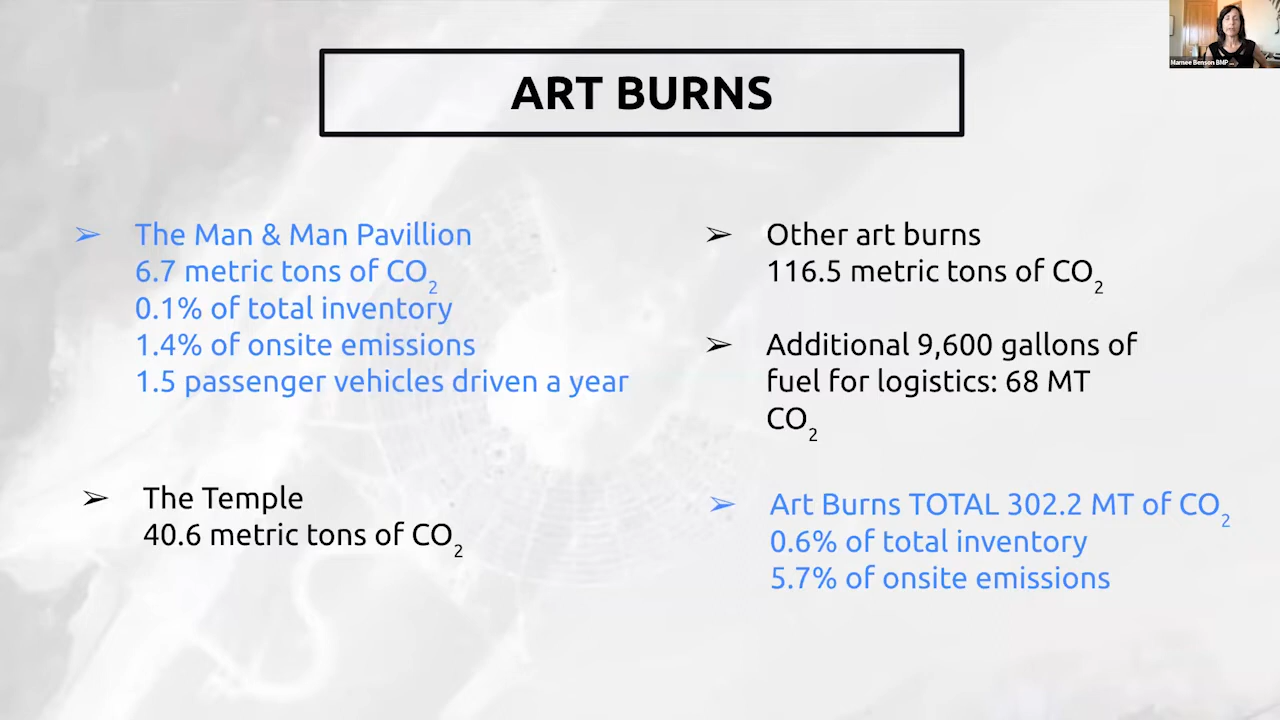 ART BURNS
Marnee Benson BMP ...
➢ The Man & Man Pavillion
6.7 metric tons of CO₂
0.1% of total inventory
1.4% of onsite emissions
1.5 passenger vehicles driven a year
➢ The Temple
40.6 metric tons of CO₂
➢ Other art burns
116.5 metric tons of CO₂
➢ Additional 9,600 gallons of
fuel for logistics: 68 MT
CO₂
➢ Art Burns TOTAL 302.2 MT of CO₂
0.6% of total inventory
5.7% of onsite emissions